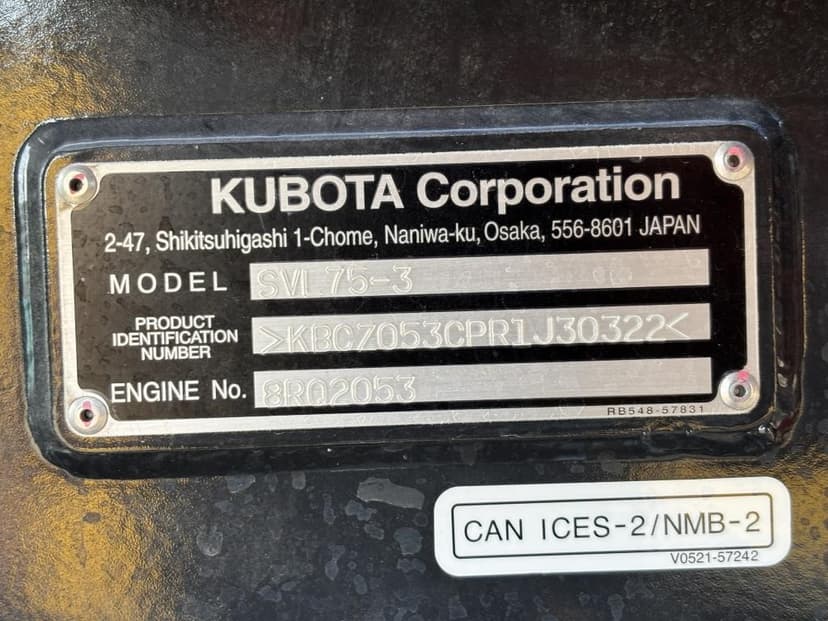 KUBOTA Corporation
2-47, Shikitsuhigashi 1-Chome, Naniwa-ku, Osaka, 556-8601 JAPAN
MODEL SVL75-3
PRODUCT
IDENTIFICATION
NUMBER
>KBCZ053CPR1J30322<
ENGINE No. 8RQ2053
RB548-57831
CAN ICES-2/NMB-2
V0521-57242